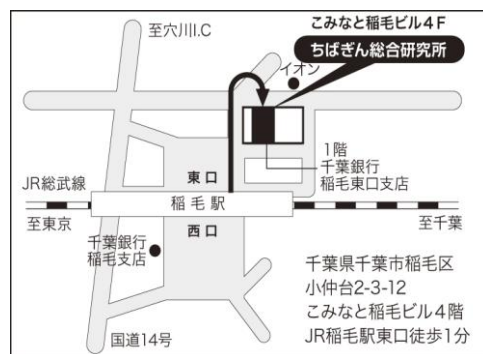 至穴川I.C
こみなと稲毛ビル4F
ちばぎん総合研究所
イオン
1階
千葉銀行
稲毛東口支店
東口
JR総武線
稲毛駅
至東京
至千葉
西口
千葉銀行
稲毛支店
千葉県千葉市稲毛区
小仲台2-3-12
こみなと稲毛ビル4階
JR稲毛駅東口徒歩1分
国道14号